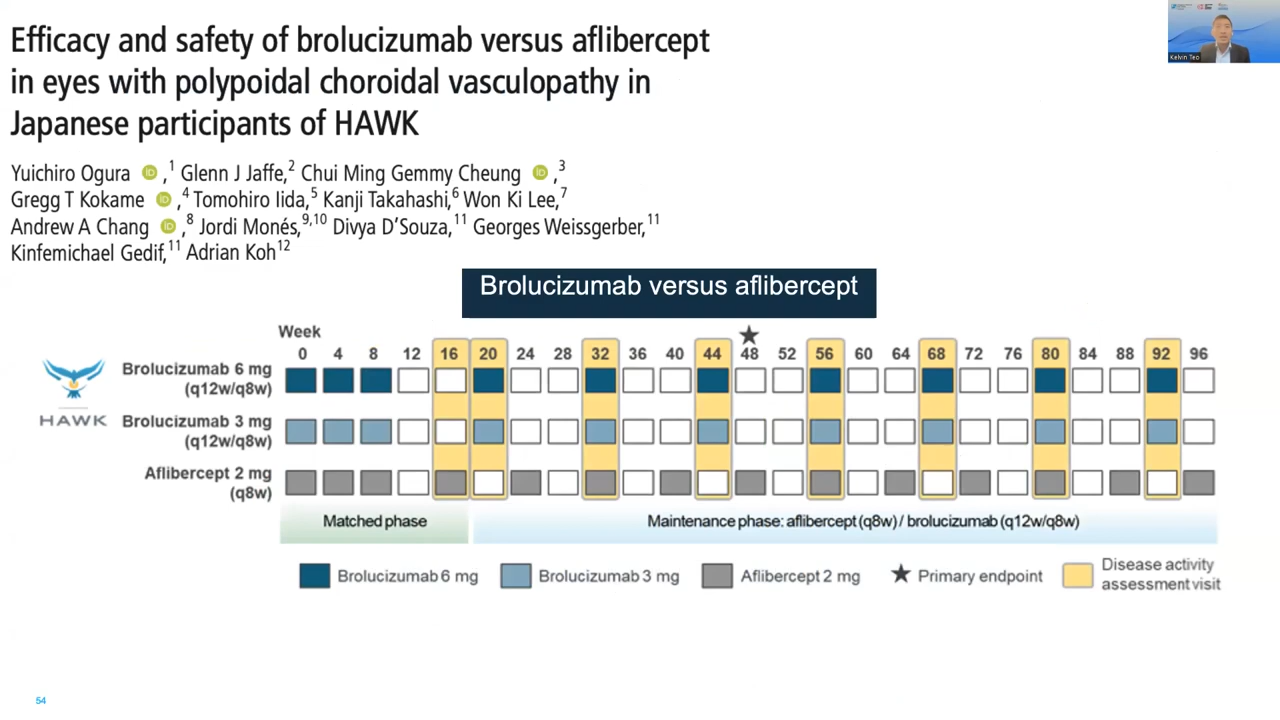 Efficacy and safety of brolucizumab versus aflibercept
in eyes with polypoidal choroidal vasculopathy in
Japanese participants of HAWK
Yuichiro Ogura iD ,1 Glenn J Jaffe,2 Chui Ming Gemmy Cheung iD ,3
Gregg T Kokame iD ,4 Tomohiro Iida,5 Kanji Takahashi,6 Won Ki Lee,7
Andrew A Chang iD ,8 Jordi Monés,9,10 Divya D'Souza,11 Georges Weissgerber,11
Kinfemichael Gedif,11 Adrian Koh12
Kelvin Teo
Brolucizumab versus aflibercept
Week
0 4 8 12 16 20 24 28 32 36 40 44 48 52 56 60 64 68 72 76 80 84 88 92 96
HAWK
Brolucizumab 6 mg
(q12w/q8w)
Brolucizumab 3 mg
(q12w/q8w)
Aflibercept 2 mg
(q8w)
Matched phase
Maintenance phase: aflibercept (q8w) / brolucizumab (q12w/q8w)
Brolucizumab 6 mg
Brolucizumab 3 mg
Aflibercept 2 mg
Primary endpoint
Disease activity
assessment visit
54